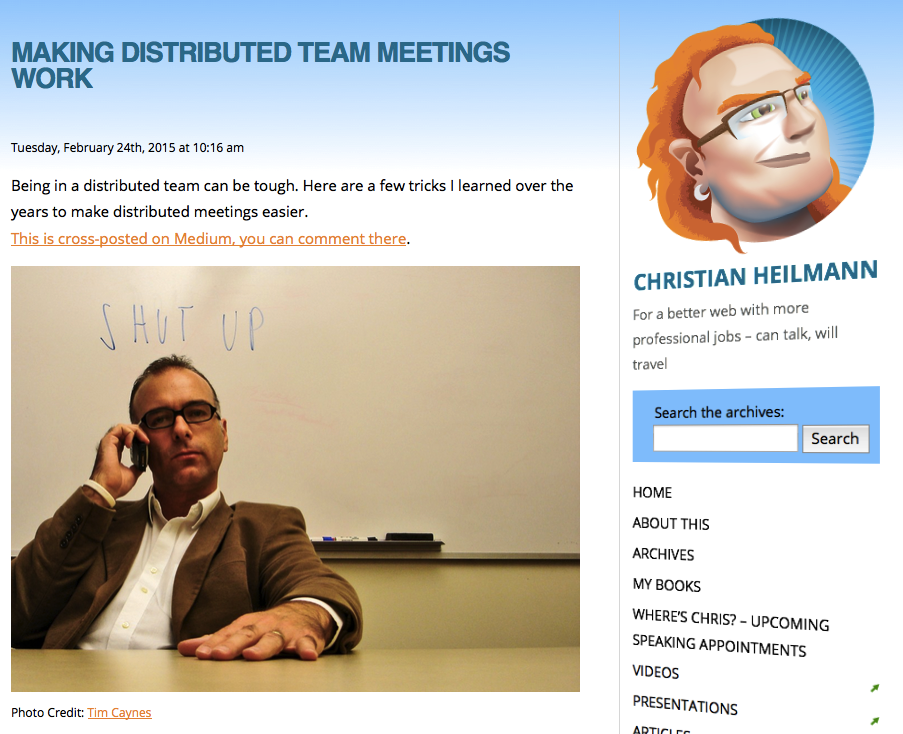 MAKING DISTRIBUTED TEAM MEETINGS
WORK
Tuesday, February 24th, 2015 at 10:16 am
Being in a distributed team can be tough. Here are a few tricks I learned over the
years to make distributed meetings easier.
This is cross-posted on Medium, you can comment there.
SHUT UP
Photo Credit: Tim Caynes
CHRISTIAN HEILMANN
For a better web with more
professional jobs – can talk, will
travel
Search the archives:
Search
HOME
ABOUT THIS
ARCHIVES
MY BOOKS
WHERE'S CHRIS? – UPCOMING
SPEAKING APPOINTMENTS
VIDEOS
PRESENTATIONS
ARTICLES